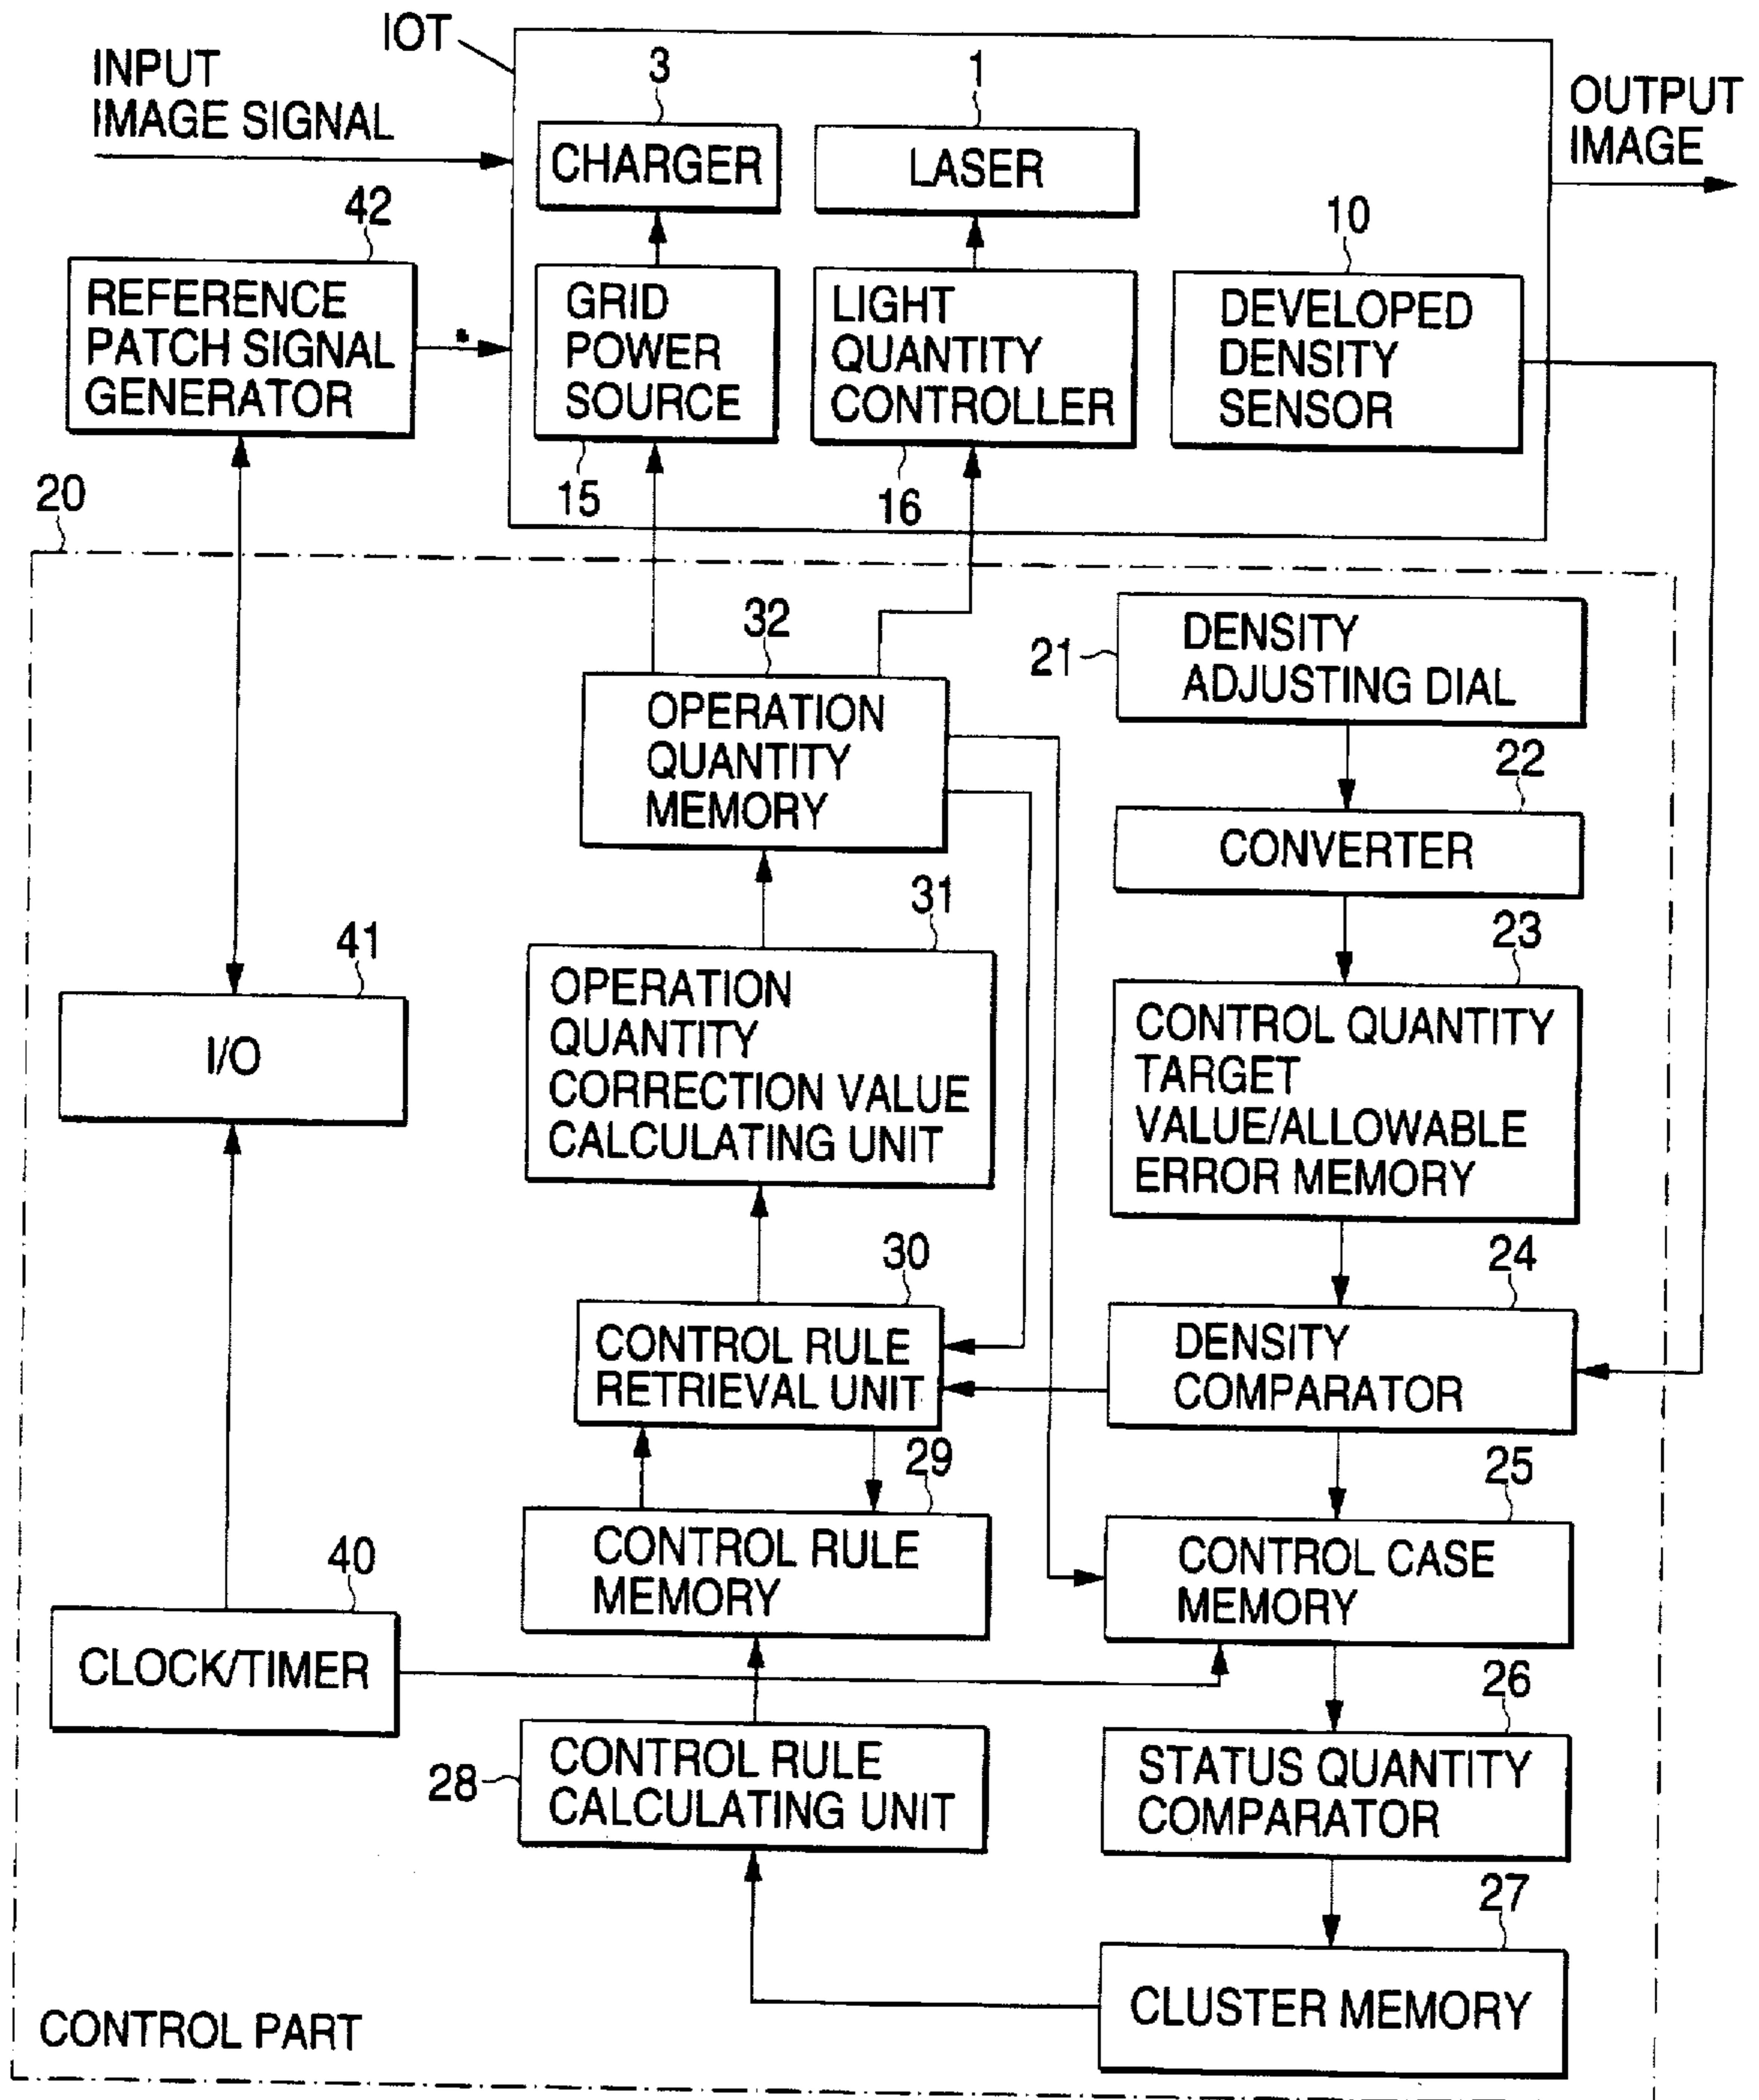 IOT
INPUT
IMAGE SIGNAL
3
1
OUTPUT
IMAGE
CHARGER
LASER
42
10
REFERENCE
PATCH SIGNAL
GENERATOR
*
GRID
POWER
SOURCE
LIGHT
QUANTITY
CONTROLLER
DEVELOPED
DENSITY
SENSOR
15
16
20
32
OPERATION
QUANTITY
MEMORY
21
DENSITY
ADJUSTING DIAL
22
CONVERTER
31
23
41
I/O
OPERATION
QUANTITY
CORRECTION VALUE
CALCULATING UNIT
CONTROL QUANTITY
TARGET
VALUE/ALLOWABLE
ERROR MEMORY
30
24
CONTROL RULE
RETRIEVAL UNIT
DENSITY
COMPARATOR
29
25
CONTROL RULE
MEMORY
CONTROL CASE
MEMORY
40
CLOCK/TIMER
26
28
CONTROL RULE
CALCULATING UNIT
STATUS QUANTITY
COMPARATOR
27
CLUSTER MEMORY
CONTROL PART